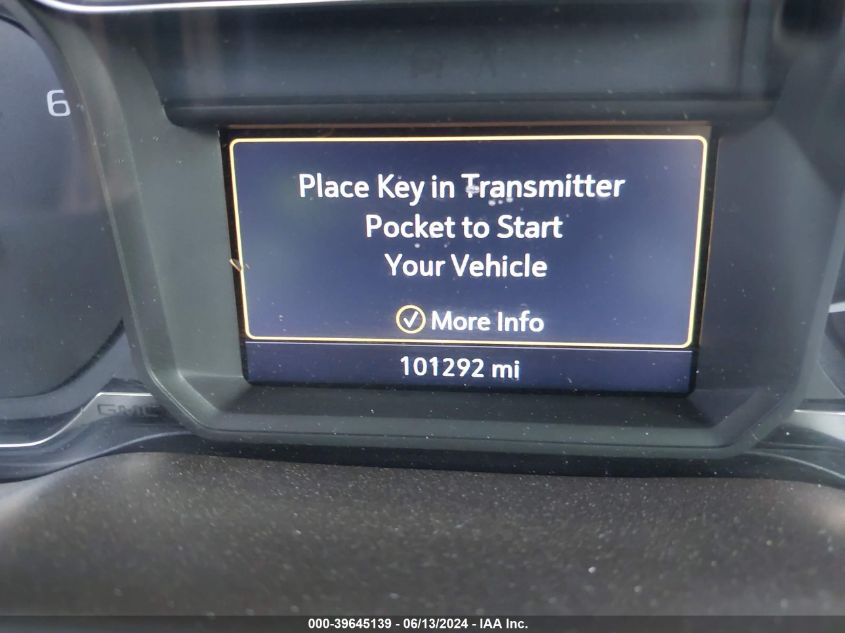 6
Place Key in Transmitter
Pocket to Start
Your Vehicle
More Info
101292 mi
GMC
000-39645139 - 06/13/2024 - IAA Inc.